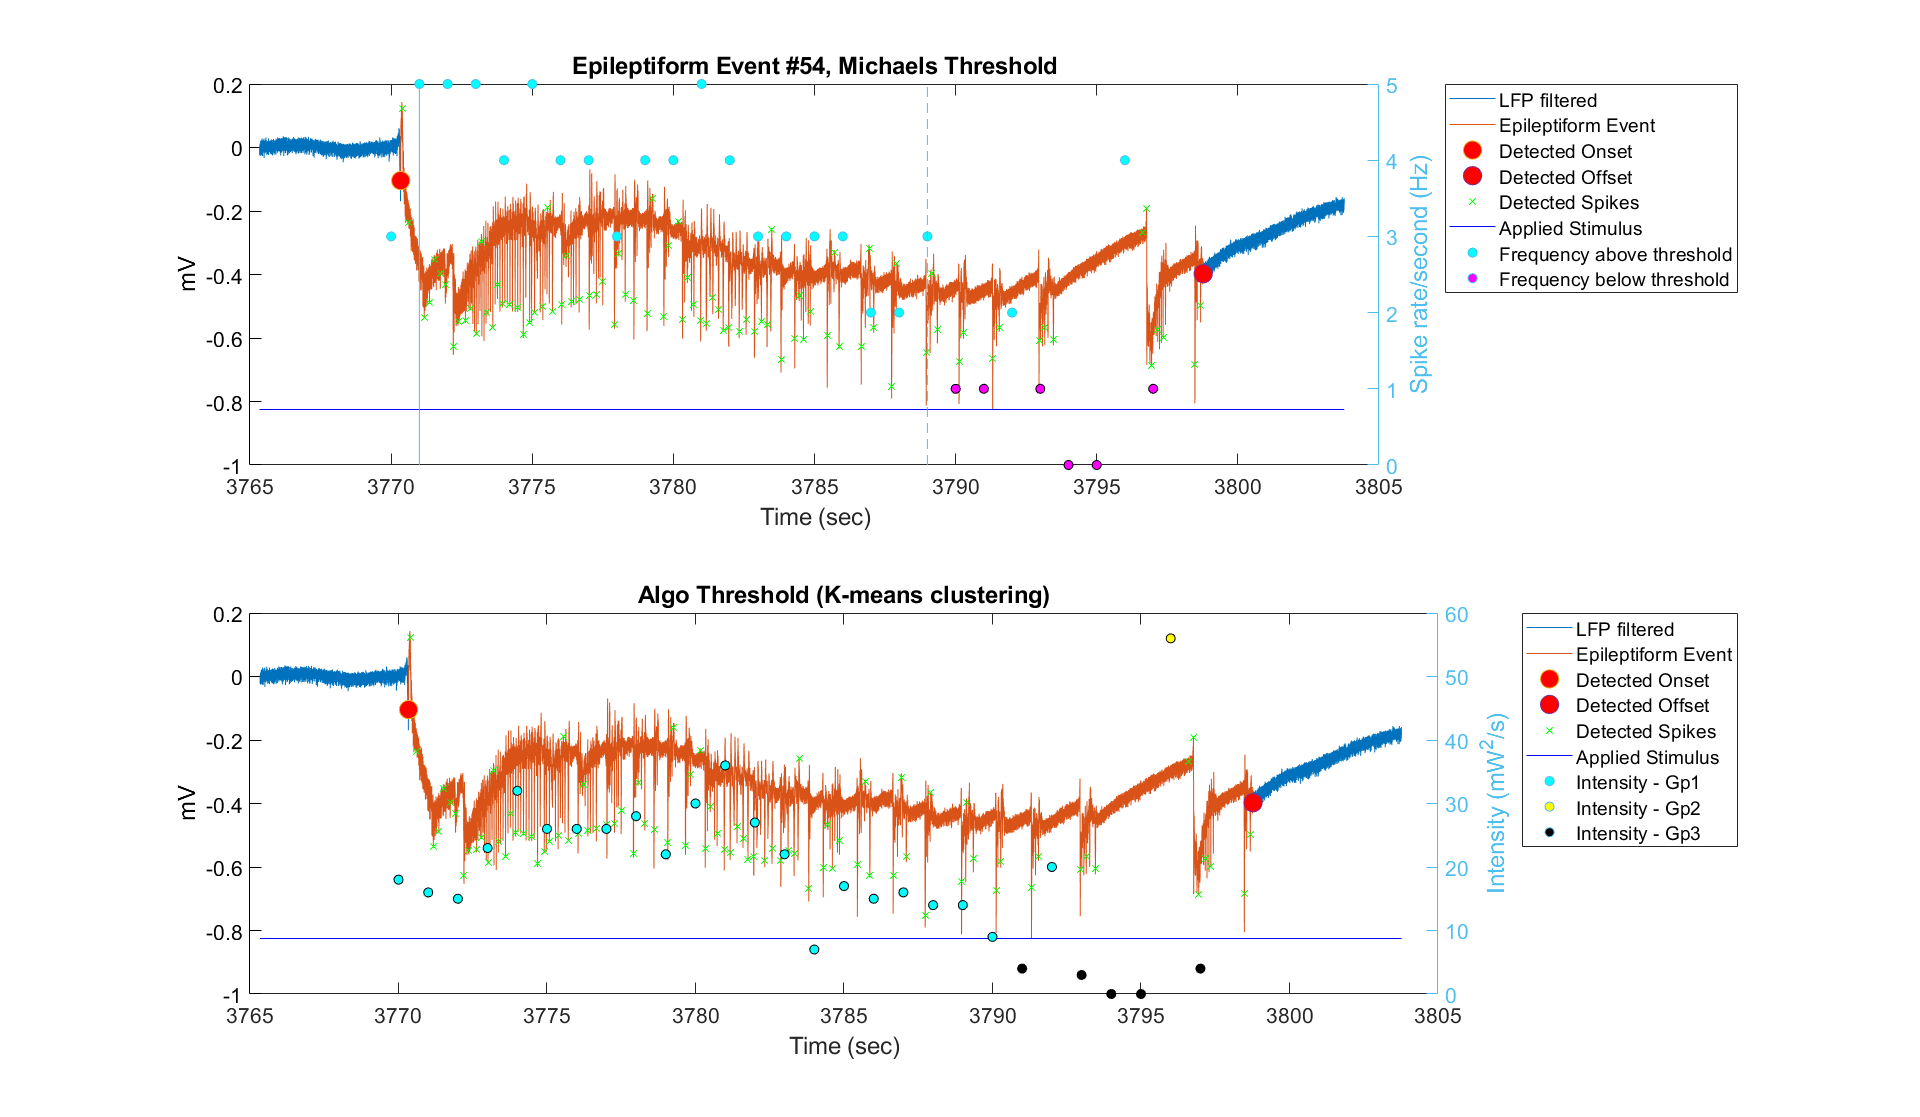 Epileptiform Event #54, Michaels Threshold
0.2
0
-0.2
-0.4
-0.6
-0.8
-1
mV
3765
3770
3775
3780
3785
3790
3795
3800
3805
Time (sec)
5
4
3
2
1
0
Spike rate/second (Hz)
LFP filtered
Epileptiform Event
Detected Onset
Detected Offset
Detected Spikes
Applied Stimulus
Frequency above threshold
Frequency below threshold
Algo Threshold (K-means clustering)
0.2
0
-0.2
-0.4
-0.6
-0.8
-1
mV
3765
3770
3775
3780
3785
3790
3795
3800
3805
Time (sec)
60
50
40
30
20
10
0
Intensity (mW²/s)
LFP filtered
Epileptiform Event
Detected Onset
Detected Offset
Detected Spikes
Applied Stimulus
Intensity - Gp1
Intensity - Gp2
Intensity - Gp3